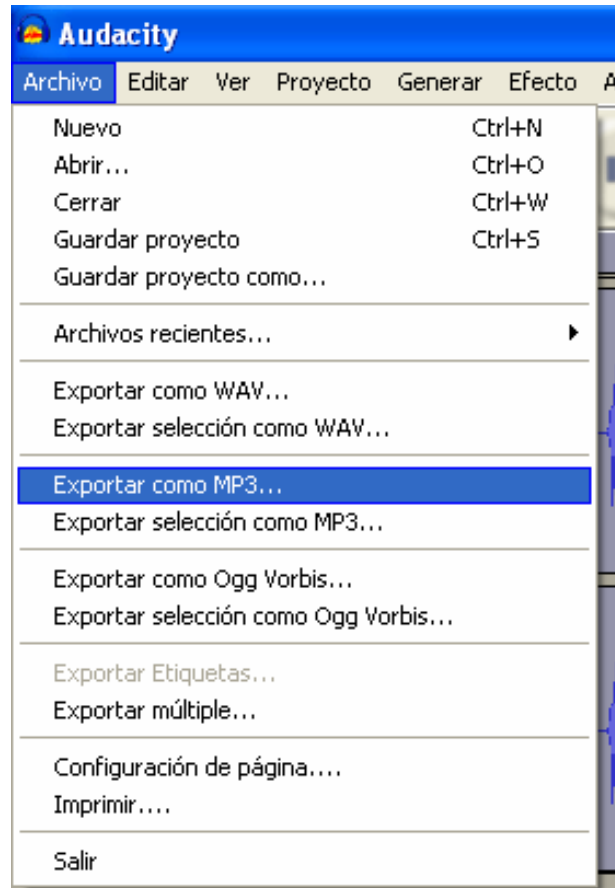 Audacity
Archivo Editar Ver Proyecto Generar Efecto
Nuevo Ctrl+N
Abrir... Ctrl+O
Cerrar Ctrl+W
Guardar proyecto Ctrl+S
Guardar proyecto como...
Archivos recientes...
Exportar como WAV...
Exportar selección como WAV...
Exportar como MP3...
Exportar selección como MP3...
Exportar como Ogg Vorbis...
Exportar selección como Ogg Vorbis...
Exportar Etiquetas...
Exportar múltiple...
Configuración de página....
Imprimir....
Salir